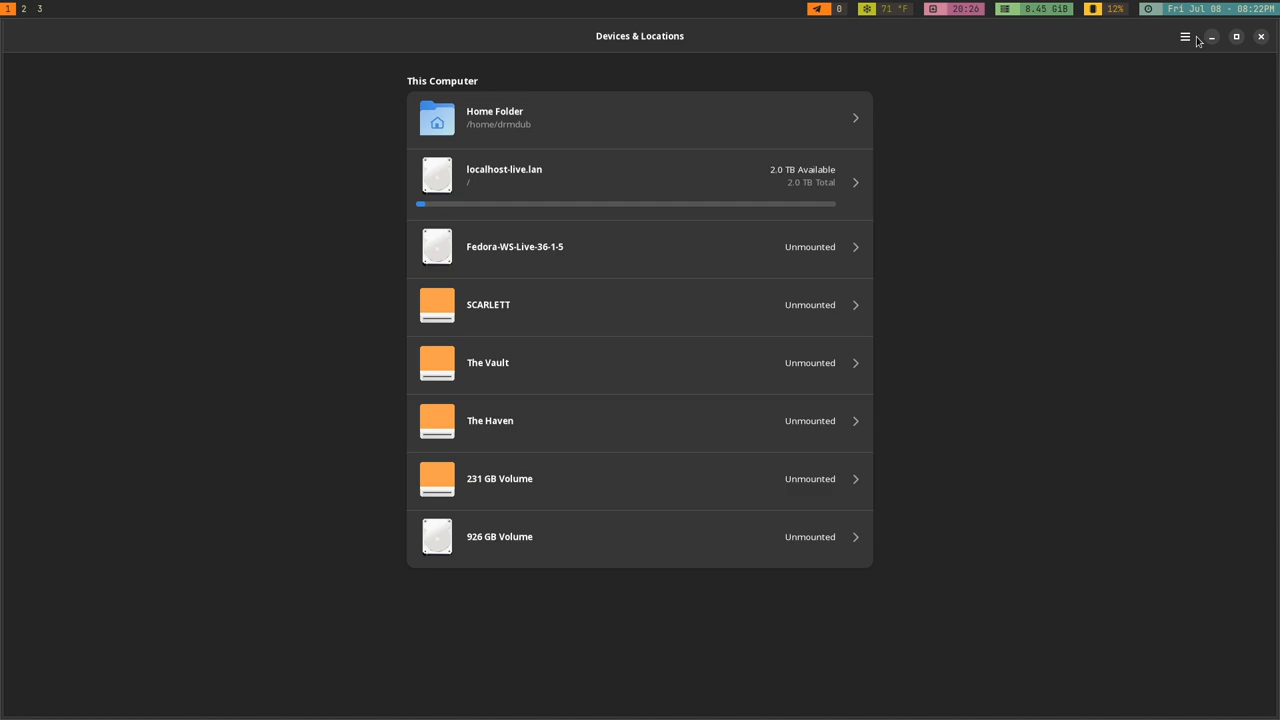 1 2 3 0 71 °F 20:26 8.45 GiB 12% Fri Jul 08 - 08:22PM
Devices & Locations
This Computer
Home Folder
/home/drmdub
localhost-live.lan 2.0 TB Available
/ 2.0 TB Total
Fedora-WS-Live-36-1-5 Unmounted
SCARLETT Unmounted
The Vault Unmounted
The Haven Unmounted
231 GB Volume Unmounted
926 GB Volume Unmounted